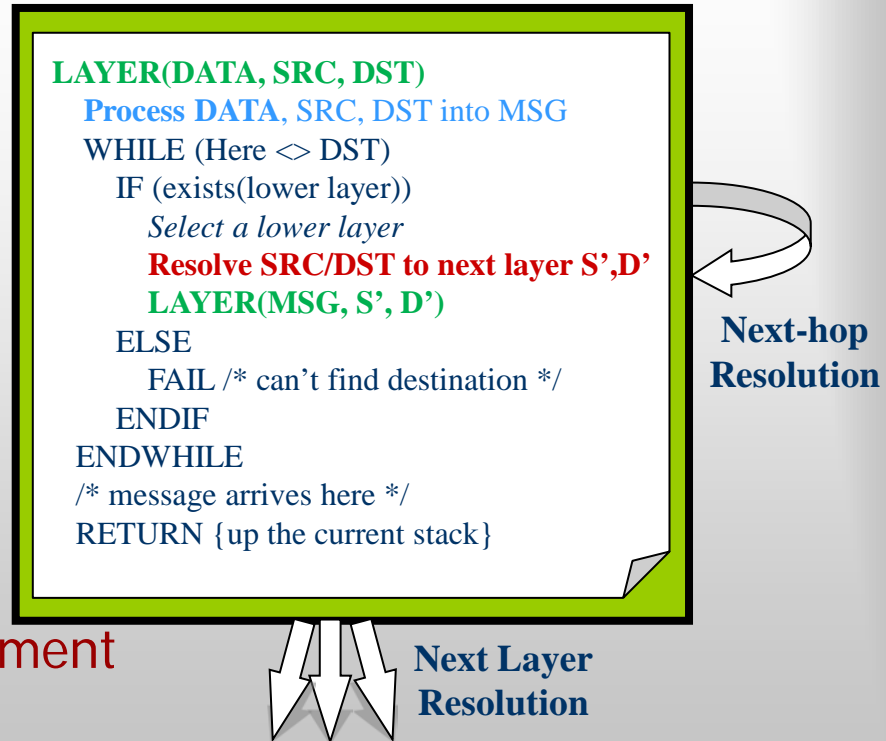 LAYER(DATA, SRC, DST)
Process DATA, SRC, DST into MSG
WHILE (Here <> DST)
IF (exists(lower layer))
Select a lower layer
Resolve SRC/DST to next layer S’,D’
LAYER(MSG, S’, D’)
ELSE
FAIL /* can’t find destination */
ENDIF
ENDWHILE
/* message arrives here */
RETURN {up the current stack}
Next-hop
Resolution
ment
Next Layer
Resolution